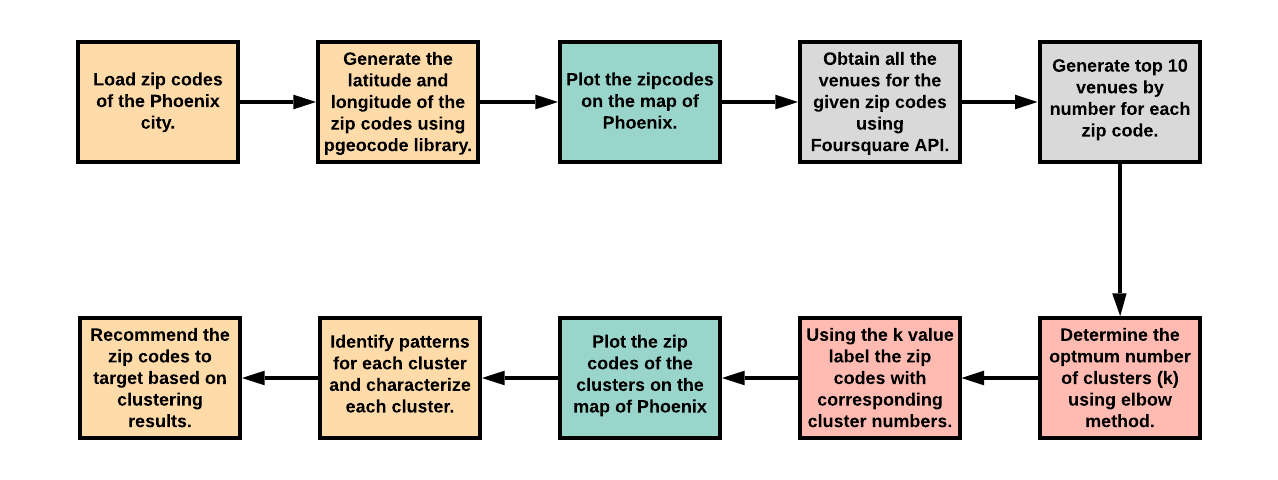 Load zip codes
of the Phoenix
city.
Generate the
latitude and
longitude of the
zip codes using
pgeocode library.
Plot the zipcodes
on the map of
Phoenix.
Obtain all the
venues for the
given zip codes
using
Foursquare API.
Generate top 10
venues by
number for each
zip code.
Determine the
optmum number
of clusters (k)
using elbow
method.
Using the k value
label the zip
codes with
corresponding
cluster numbers.
Plot the zip
codes of the
clusters on the
map of Phoenix
Identify patterns
for each cluster
and characterize
each cluster.
Recommend the
zip codes to
target based on
clustering
results.